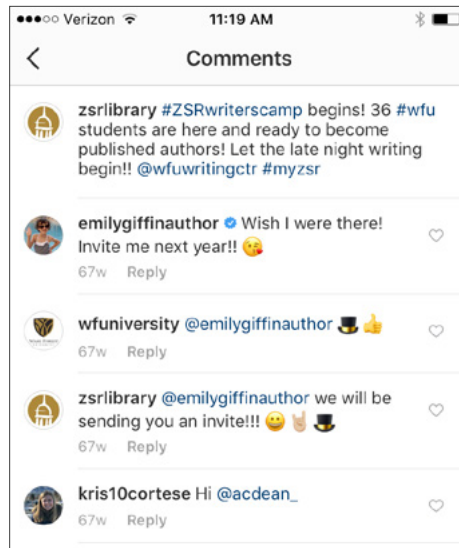 Verizon 11:19 AM
Comments
zsrlibrary #ZSRwriterscamp begins! 36 #wfu
students are here and ready to become
published authors! Let the late night writing
begin!! @wfuwritingctr #myzsr
emilygiffinauthor Wish I were there!
Invite me next year!! 😘
67w Reply
wfuniversity @emilygiffinauthor 🎩👍
67w Reply
zsrlibrary @emilygiffinauthor we will be
sending you an invite!!! 😀🤘🏼🎩
67w Reply
kris10cortese Hi @acdean_
67w Reply